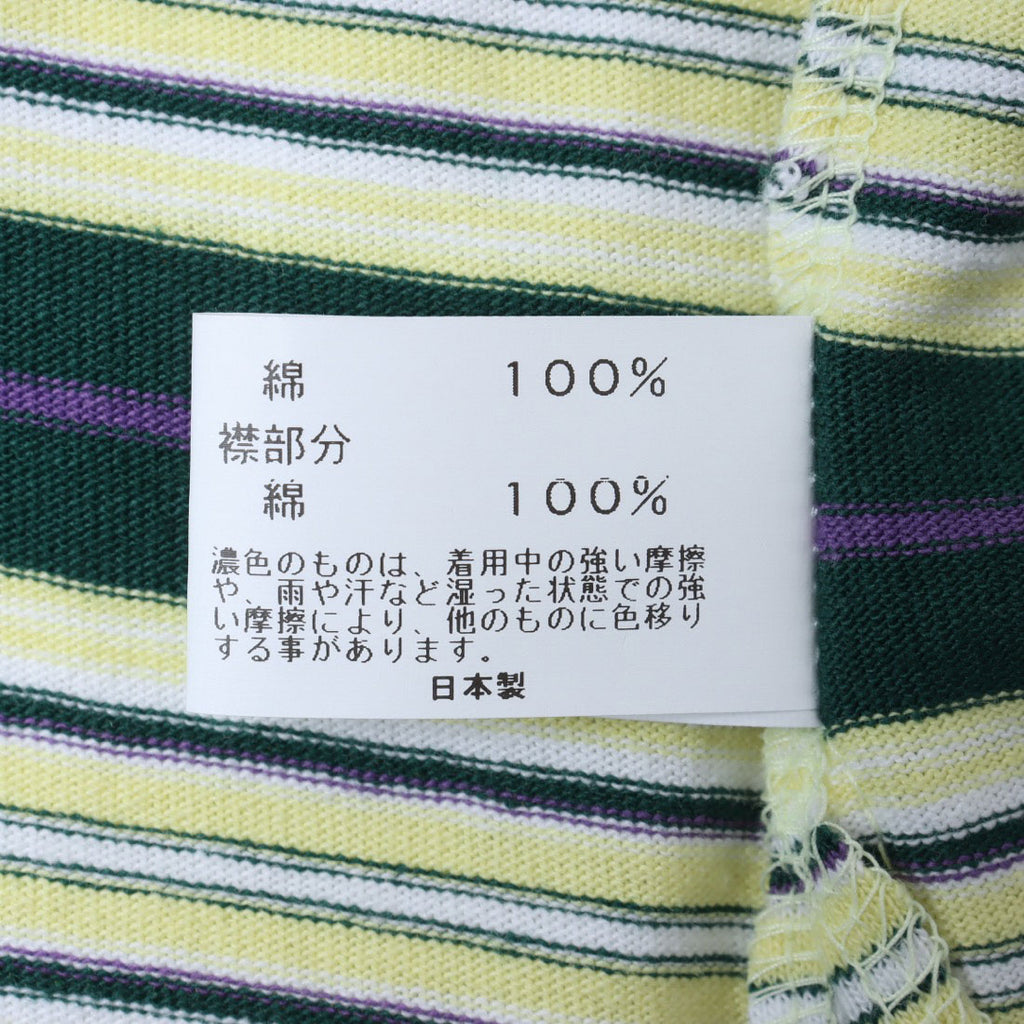 綿 １００％
襟部分
綿 １００％
濃色のものは、着用中の強い摩擦
や、雨や汗など湿った状態での強
い摩擦により、他のものに色移り
する事があります。
日本製